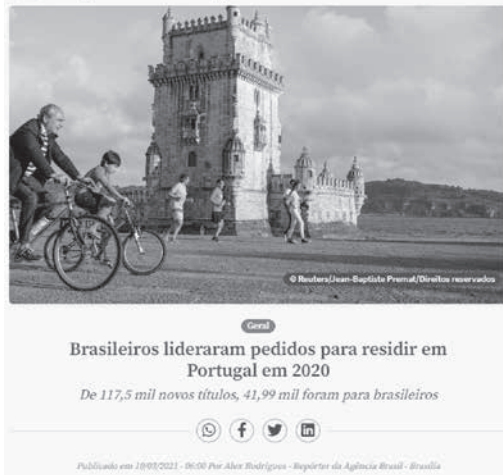 © Reuters/Jean-Baptiste Premat/Direitos reservados
Geral
Brasileiros lideraram pedidos para residir em
Portugal em 2020
De 117,5 mil novos títulos, 41,99 mil foram para brasileiros
Publicado em 10/03/2021 - 06:00 Por Alex Rodrigues - Repórter da Agência Brasil - Brasília